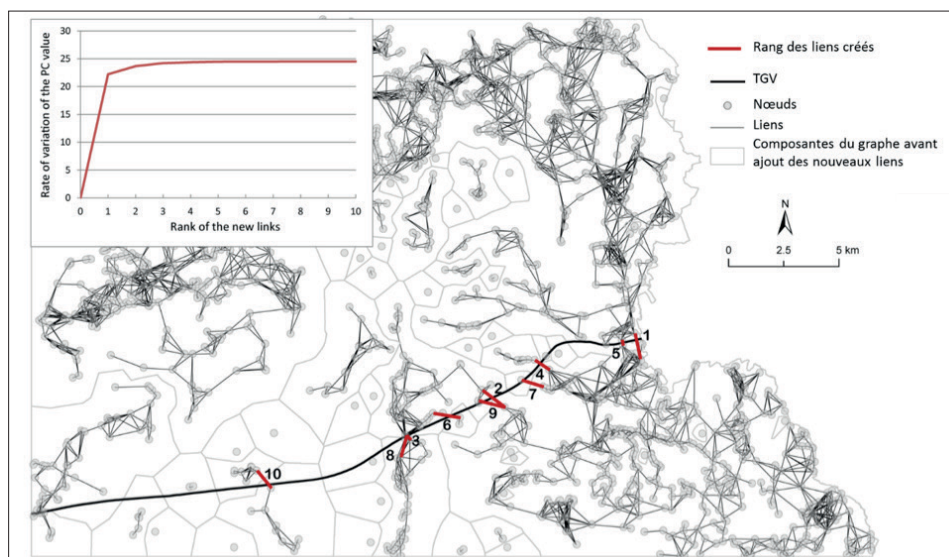 30
25
20
15
10
5
0
Rate of variation of the PC value
0 1 2 3 4 5 6 7 8 9 10
Rank of the new links
Rang des liens créés
TGV
Nœuds
Liens
Composantes du graphe avant
ajout des nouveaux liens
N
0 2.5 5 km
1
5
4
7
2
9
6
3
8
10